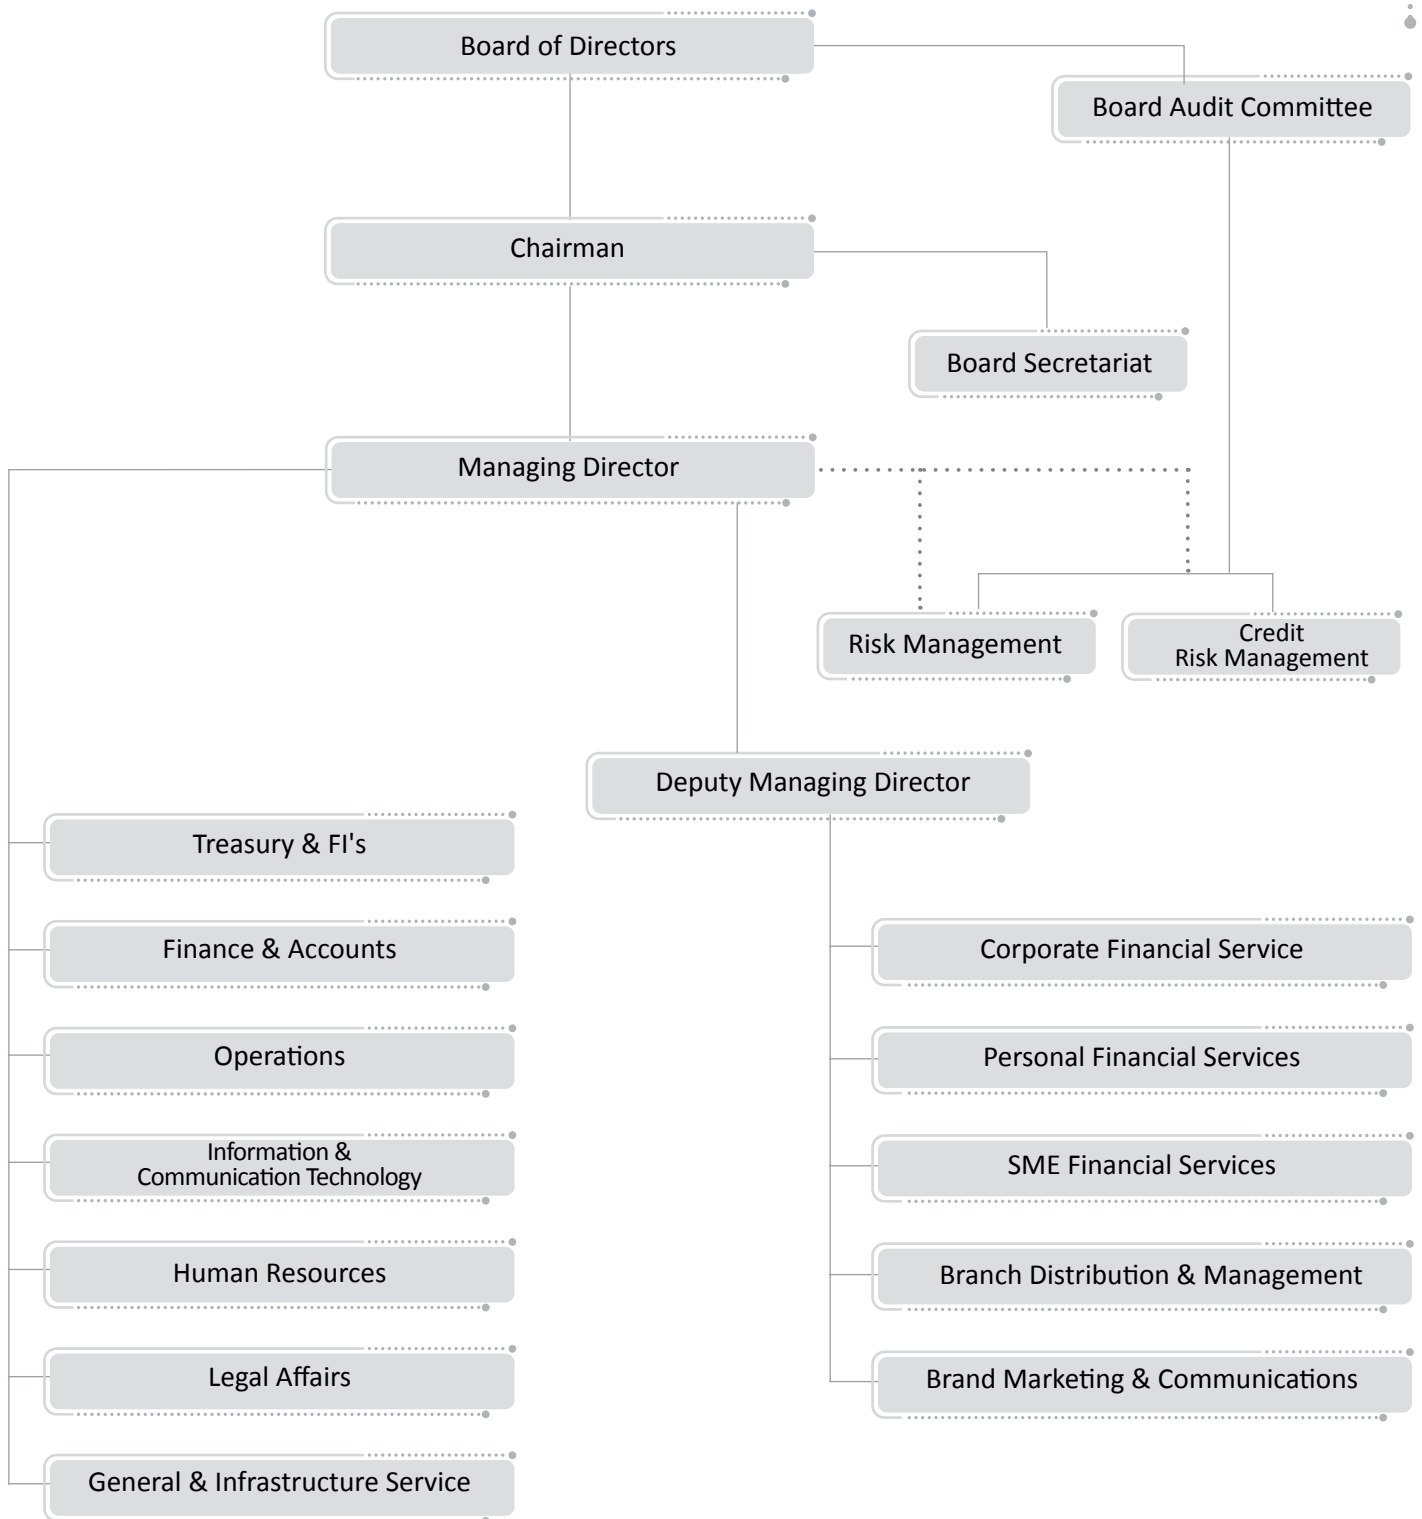 Board of Directors
Board Audit Committee
Chairman
Board Secretariat
Managing Director
Risk Management
Credit
Risk Management
Deputy Managing Director
Treasury & FI's
Finance & Accounts
Operations
Information &
Communication Technology
Human Resources
Legal Affairs
General & Infrastructure Service
Corporate Financial Service
Personal Financial Services
SME Financial Services
Branch Distribution & Management
Brand Marketing & Communications